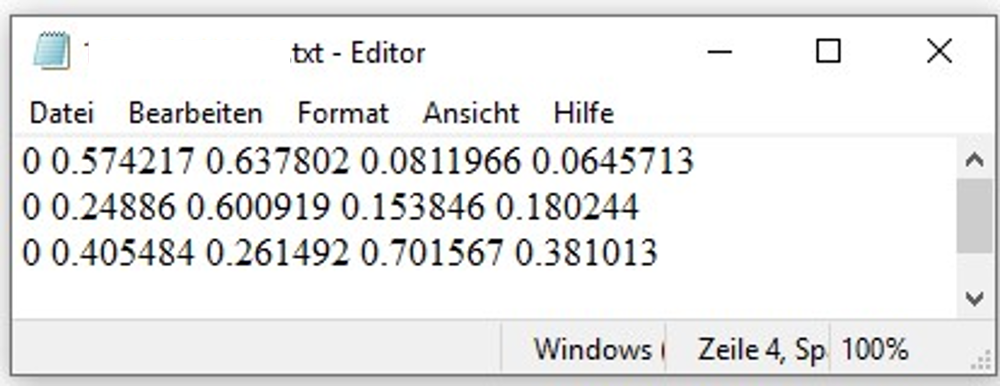 .txt - Editor
Datei Bearbeiten Format Ansicht Hilfe
0 0.574217 0.637802 0.0811966 0.0645713
0 0.24886 0.600919 0.153846 0.180244
0 0.405484 0.261492 0.701567 0.381013
Windows Zeile 4, Sp 100%